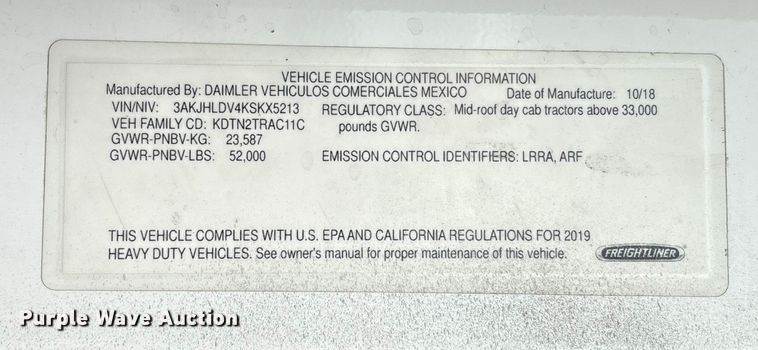 VEHICLE EMISSION CONTROL INFORMATION
Manufactured By: DAIMLER VEHICULOS COMERCIALES MEXICO Date of Manufacture: 10/18
VIN/NIV: 3AKJHLDV4KSKX5213 REGULATORY CLASS: Mid-roof day cab tractors above 33,000
VEH FAMILY CD: KDTN2TRAC11C pounds GVWR.
GVWR-PNBV-KG: 23,587
GVWR-PNBV-LBS: 52,000 EMISSION CONTROL IDENTIFIERS: LRRA, ARF
THIS VEHICLE COMPLIES WITH U.S. EPA AND CALIFORNIA REGULATIONS FOR 2019
HEAVY DUTY VEHICLES. See owner's manual for proper maintenance of this vehicle.
FREIGHTLINER
Purple Wave Auction